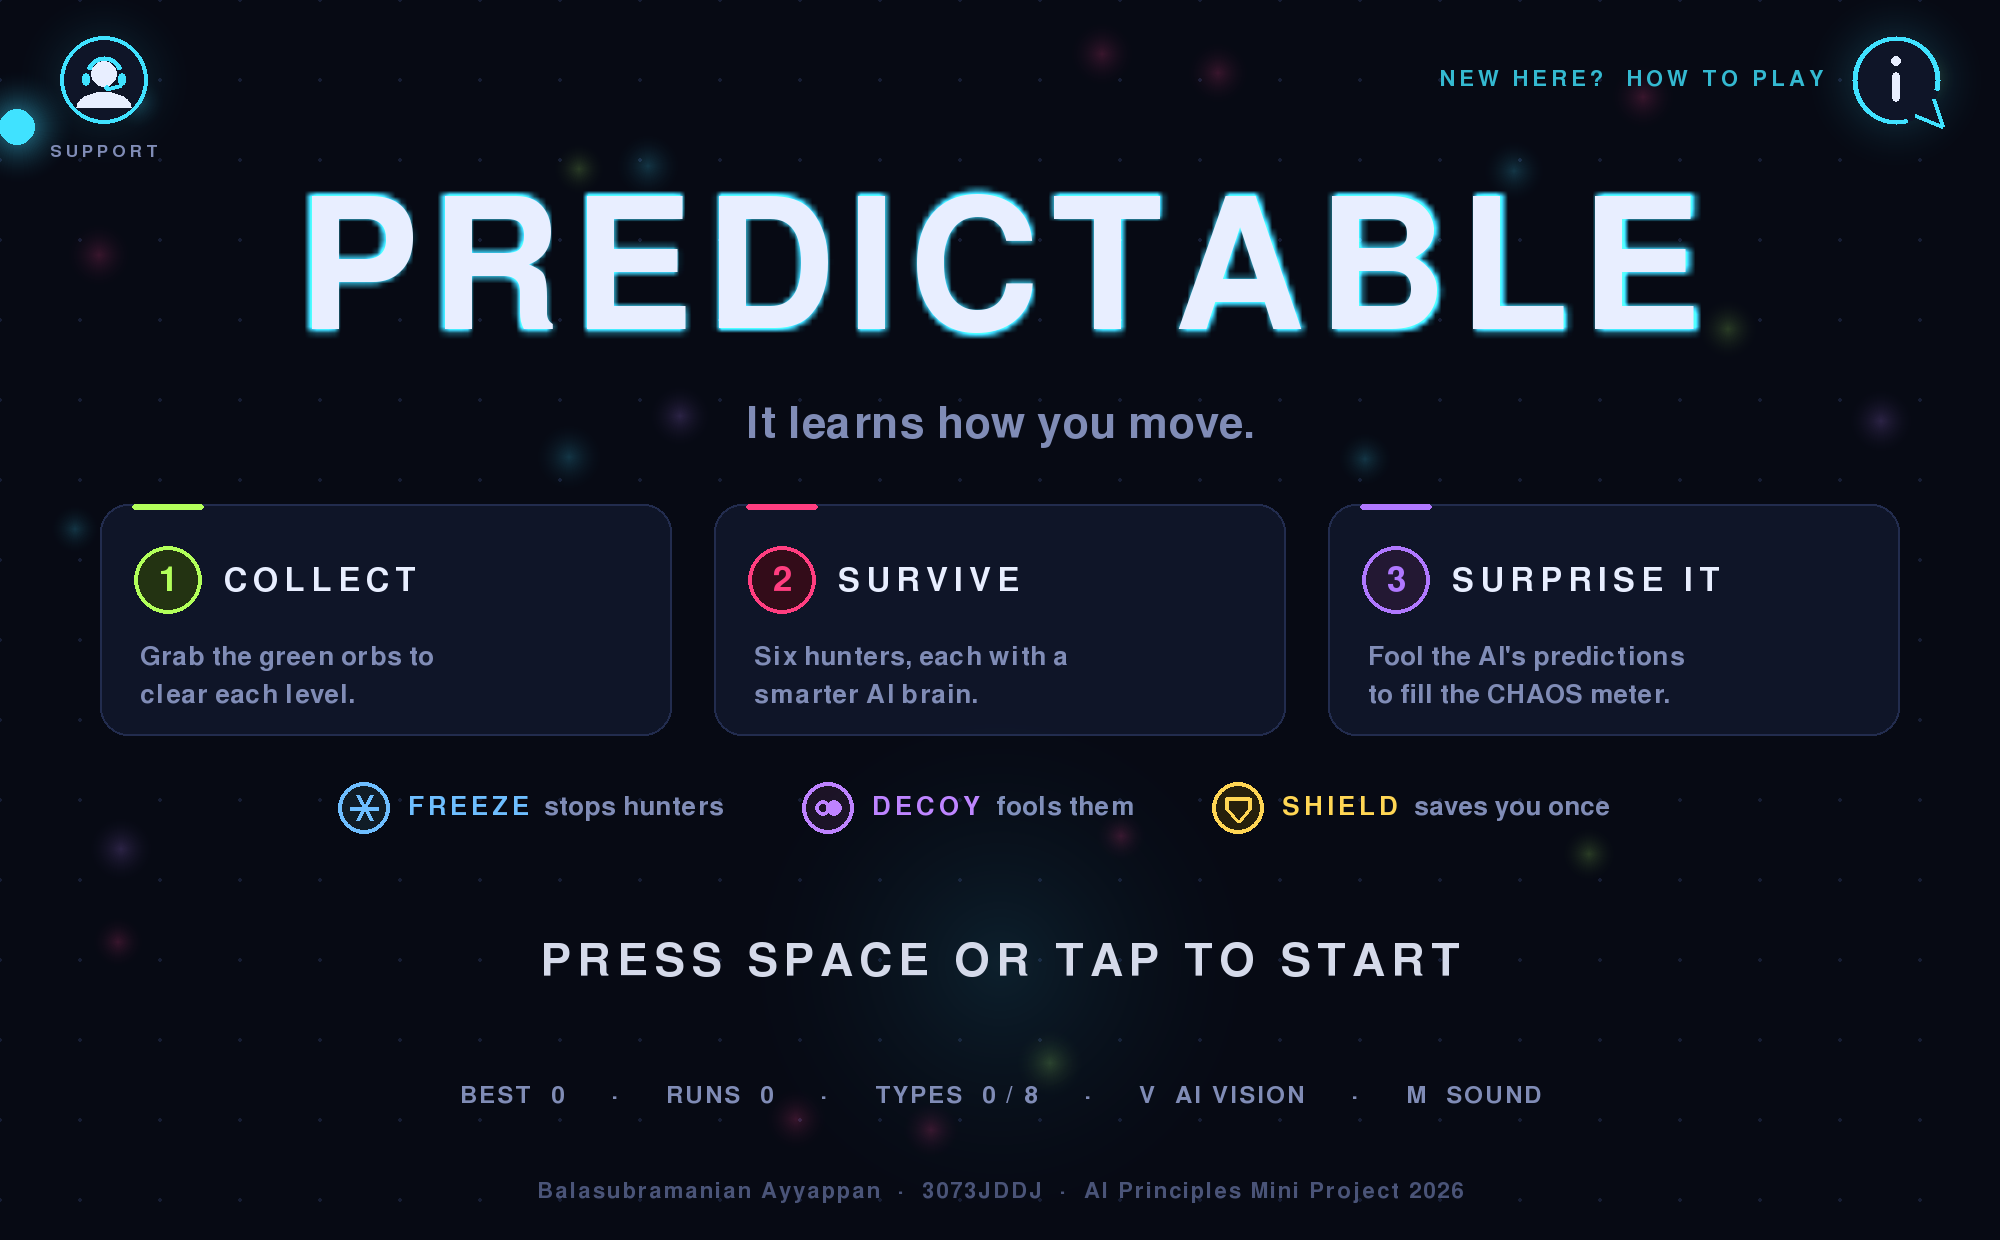 NEW HERE? HOW TO PLAY
SUPPORT
PREDICTABLE
It learns how you move.
1 COLLECT
Grab the green orbs to
clear each level.
2 SURVIVE
Six hunters, each with a
smarter AI brain.
3 SURPRISE IT
Fool the AI's predictions
to fill the CHAOS meter.
FREEZE stops hunters
DECOY fools them
SHIELD saves you once
PRESS SPACE OR TAP TO START
BEST 0 · RUNS 0 · TYPES 0 / 8 · V AI VISION · M SOUND
Balasubramanian Ayyappan · 3073JDDJ · AI Principles Mini Project 2026